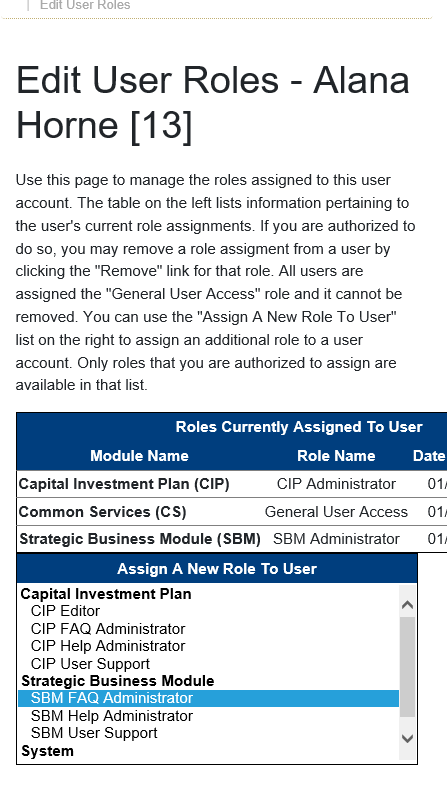 | Edit User Roles
Edit User Roles - Alana
Horne [13]
Use this page to manage the roles assigned to this user
account. The table on the left lists information pertaining to
the user's current role assignments. If you are authorized to
do so, you may remove a role assigment from a user by
clicking the "Remove" link for that role. All users are
assigned the "General User Access" role and it cannot be
removed. You can use the "Assign A New Role To User"
list on the right to assign an additional role to a user
account. Only roles that you are authorized to assign are
available in that list.
Roles Currently Assigned To User
Module Name Role Name Date
Capital Investment Plan (CIP) CIP Administrator 01/
Common Services (CS) General User Access 01/
Strategic Business Module (SBM) SBM Administrator 01/
Assign A New Role To User
Capital Investment Plan
CIP Editor
CIP FAQ Administrator
CIP Help Administrator
CIP User Support
Strategic Business Module
SBM FAQ Administrator
SBM Help Administrator
SBM User Support
System